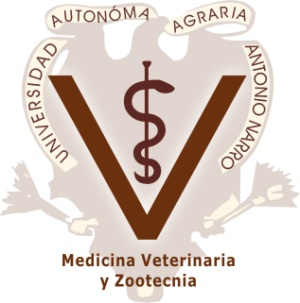 UNIVERSIDAD AUTONÓMA AGRARIA ANTONIO NARRO
V
Medicina Veterinaria
y Zootecnia